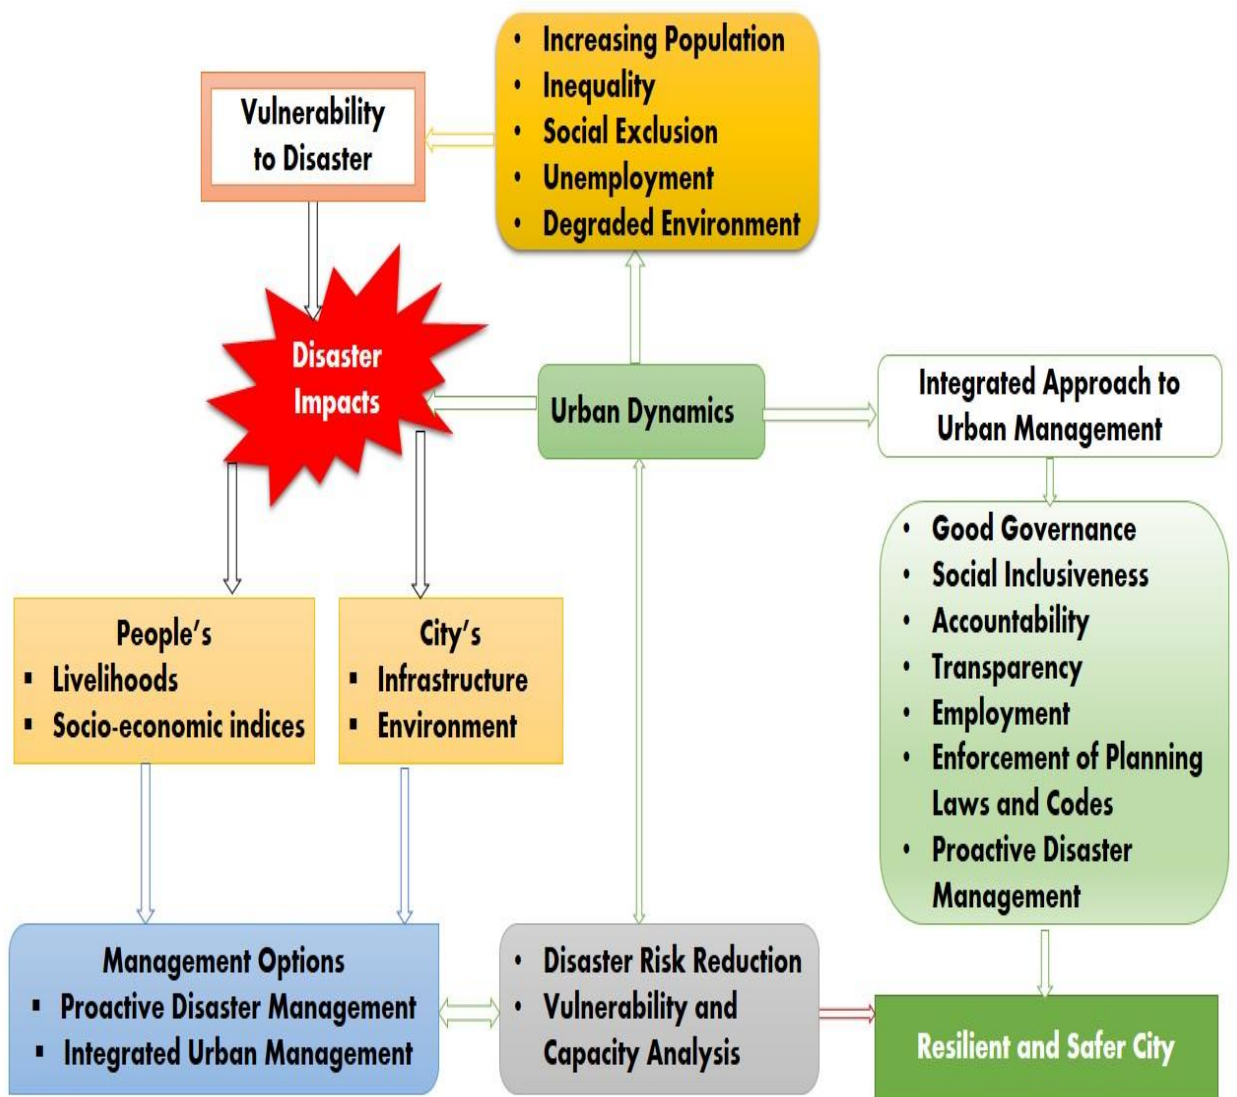 • Increasing Population
• Inequality
• Social Exclusion
• Unemployment
• Degraded Environment
Vulnerability
to Disaster
Disaster
Impacts
Urban Dynamics
Integrated Approach to
Urban Management
• Good Governance
• Social Inclusiveness
• Accountability
• Transparency
• Employment
• Enforcement of Planning
Laws and Codes
• Proactive Disaster
Management
People's
▪ Livelihoods
▪ Socio-economic indices
City's
▪ Infrastructure
▪ Environment
Management Options
▪ Proactive Disaster Management
▪ Integrated Urban Management
• Disaster Risk Reduction
• Vulnerability and
Capacity Analysis
Resilient and Safer City